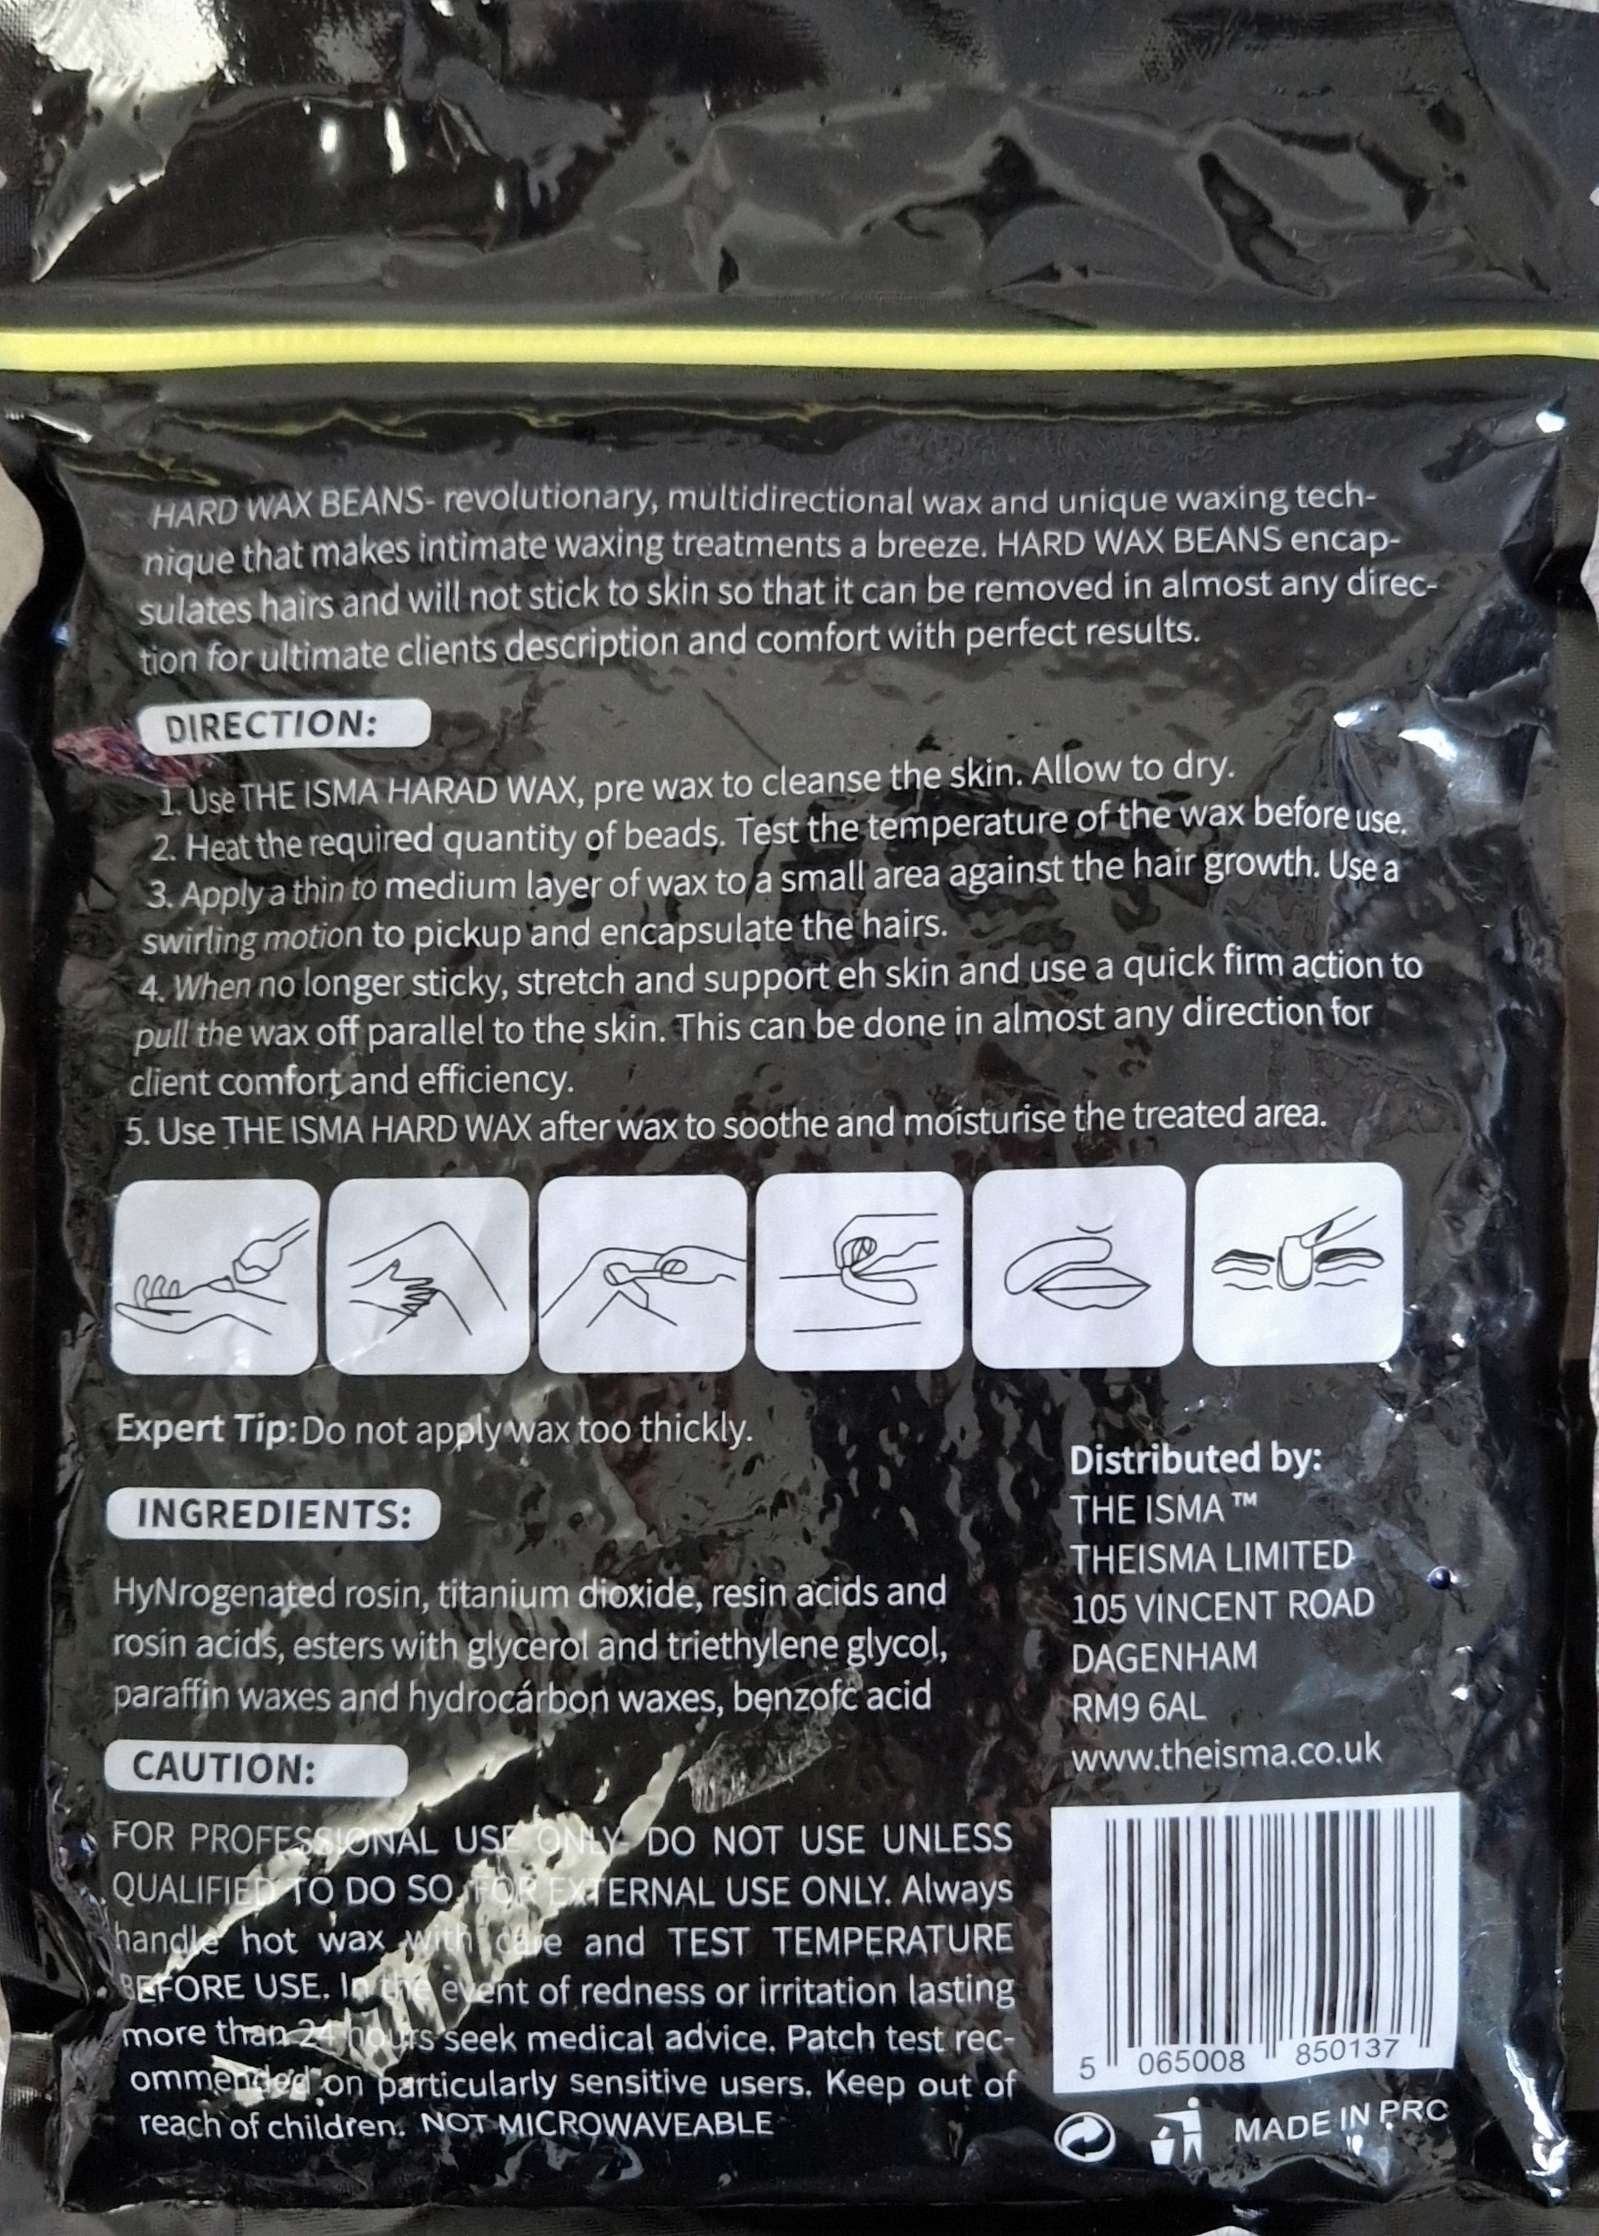 HARD WAX BEANS- revolutionary, multidirectional wax and unique waxing tech-
nique that makes intimate waxing treatments a breeze. HARD WAX BEANS encap-
sulates hairs and will not stick to skin so that it can be removed in almost any direc-
tion for ultimate clients description and comfort with perfect results.
DIRECTION:
1. Use THE ISMA HARAD WAX, pre wax to cleanse the skin. Allow to dry.
2. Heat the required quantity of beads. Test the temperature of the wax before use.
3. Apply a thin to medium layer of wax to a small area against the hair growth. Use a
swirling motion to pickup and encapsulate the hairs.
4. When no longer sticky, stretch and support eh skin and use a quick firm action to
pull the wax off parallel to the skin. This can be done in almost any direction for
client comfort and efficiency.
5. Use THE ISMA HARD WAX after wax to soothe and moisturise the treated area.
Expert Tip: Do not apply wax too thickly.
INGREDIENTS:
HyNrogenated rosin, titanium dioxide, resin acids and
rosin acids, esters with glycerol and triethylene glycol,
paraffin waxes and hydrocárbon waxes, benzofc acid
CAUTION:
FOR PROFESSIONAL USE ONLY- DO NOT USE UNLESS
QUALIFIED TO DO SO. FOR EXTERNAL USE ONLY. Always
handle hot wax with care and TEST TEMPERATURE
BEFORE USE. In the event of redness or irritation lasting
more than 24 hours seek medical advice. Patch test rec-
ommended on particularly sensitive users. Keep out of
reach of children. NOT MICROWAVEABLE
Distributed by:
THE ISMA ™
THEISMA LIMITED
105 VINCENT ROAD
DAGENHAM
RM9 6AL
www.theisma.co.uk
5 065008 850137
MADE IN PRC